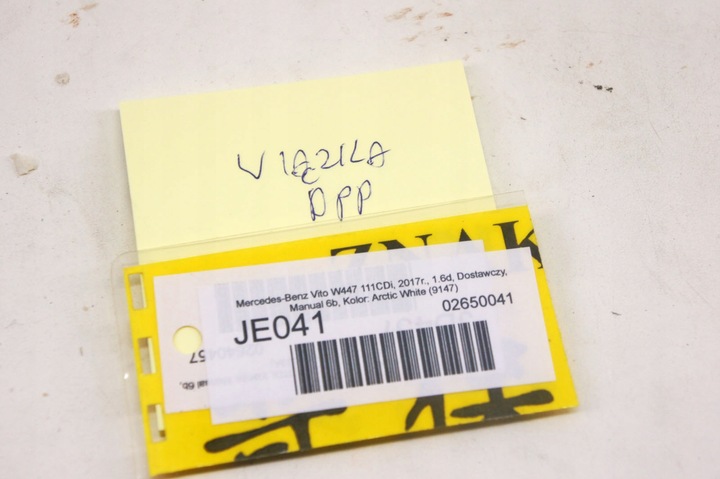 WIĄZKA
DPP
ZNAK
Mercedes-Benz Vito W447 111CDi, 2017r., 1.6d, Dostawczy,
Manual 6b, Kolor: Arctic White (9147)
JE041
02650041